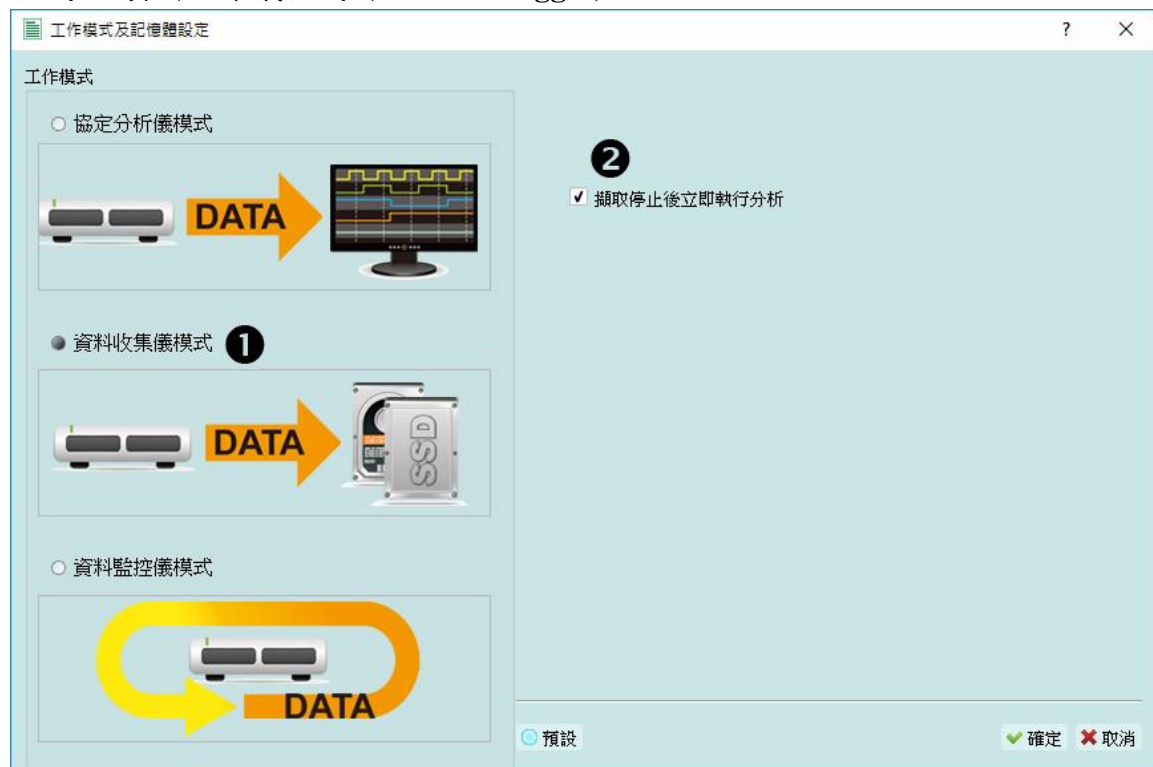 工作模式及記憶體設定 ? ×
工作模式
協定分析儀模式
DATA
❷
擷取停止後立即執行分析
資料收集儀模式 ❶
DATA
SSD
資料監控儀模式
DATA
預設 確定 取消